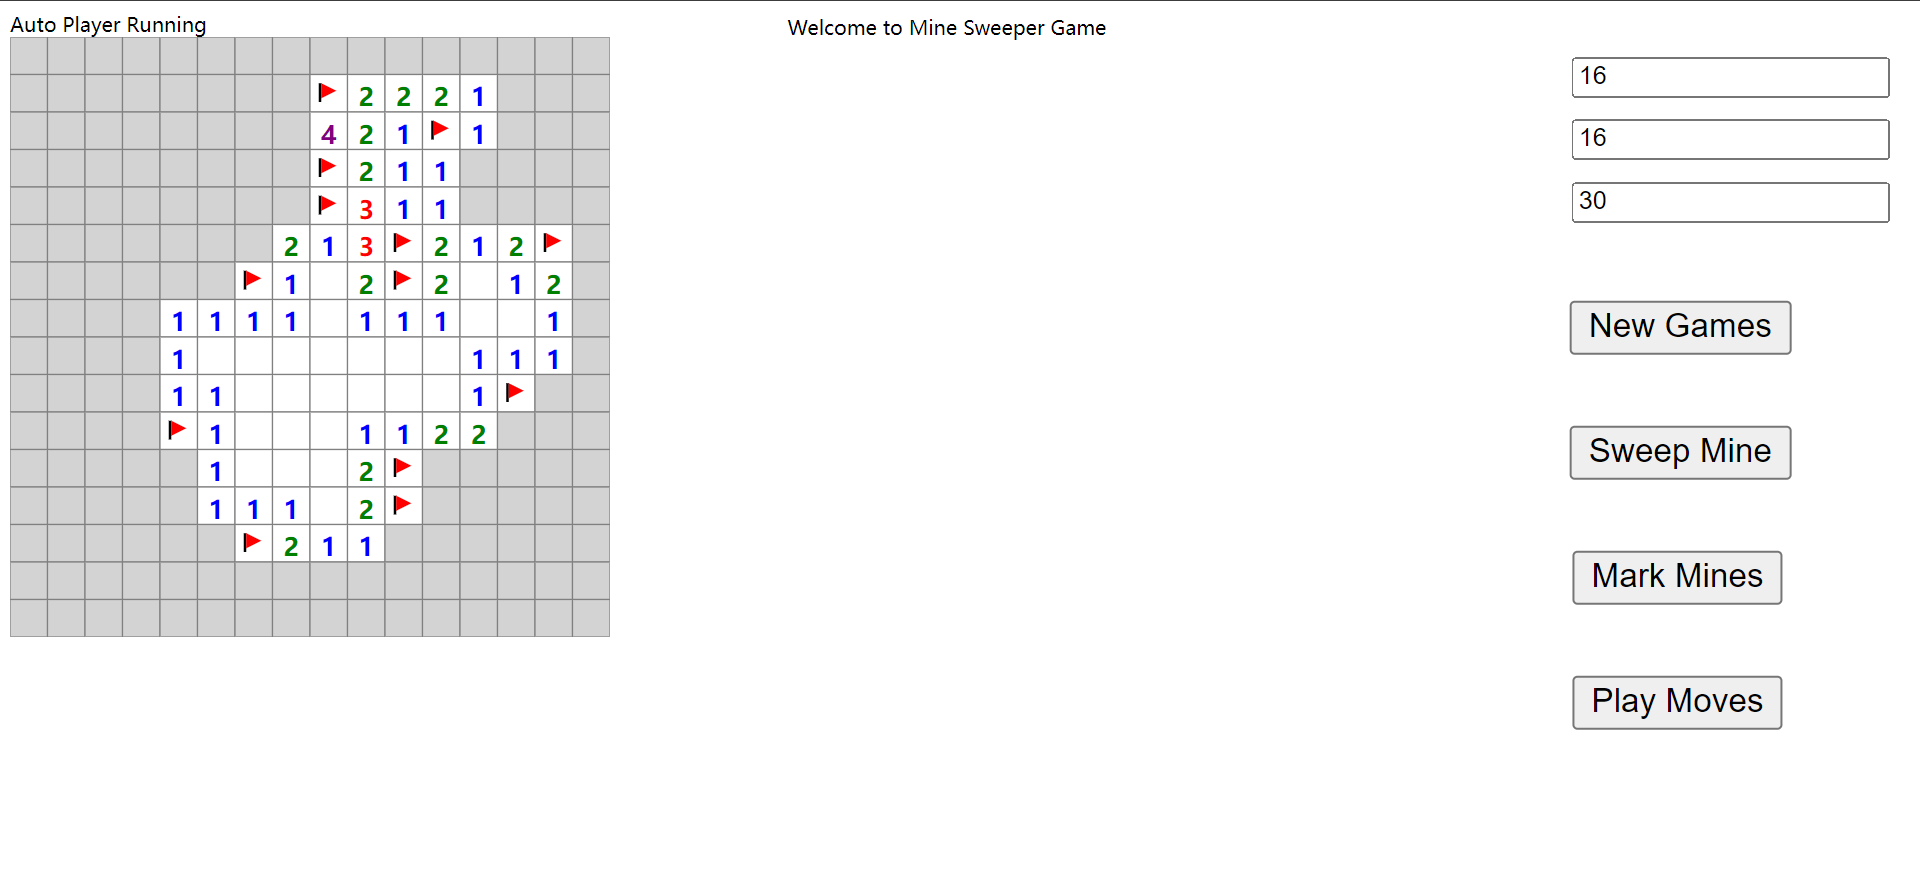 Auto Player Running
Welcome to Mine Sweeper Game
2 2 2 1
4 2 1 1
2 1 1
3 1 1
2 1 3 2 1 2
1 2 2 1 2
1 1 1 1 1 1 1 1
1 1 1 1
1 1 1
1 1 1 2 2
1 2
1 1 1 2
2 1 1
16
16
30
New Games
Sweep Mine
Mark Mines
Play Moves